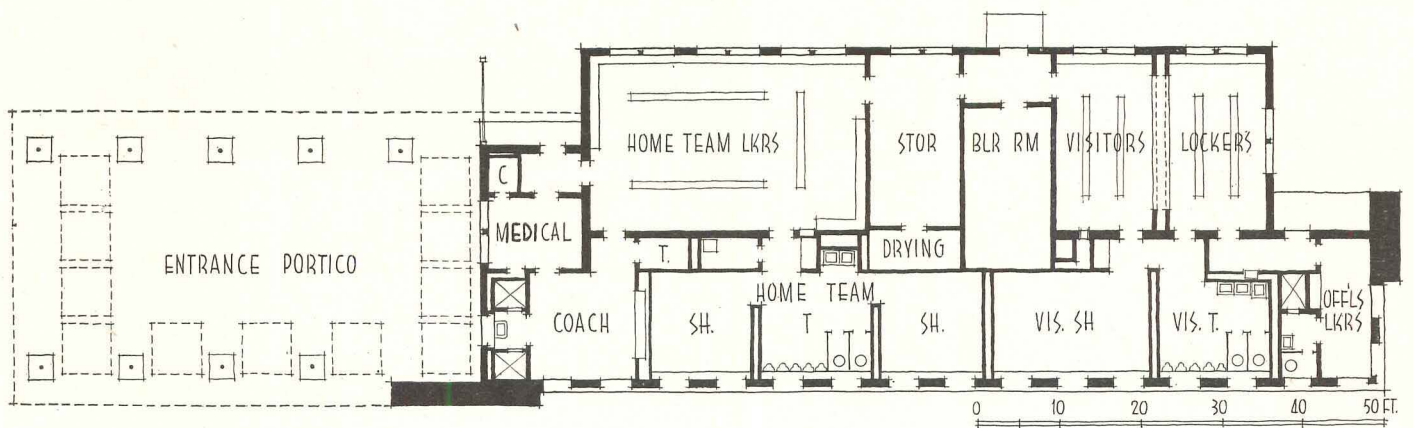 HOME TEAM LKRS
STOR
BLR RM
VISITORS
LOCKERS
C
MEDICAL
ENTRANCE PORTICO
T.
DRYING
HOME TEAM
T
COACH
SH.
SH.
VIS. SH
VIS. T.
OFF'LS
LKRS
0 10 20 30 40 50 FT.